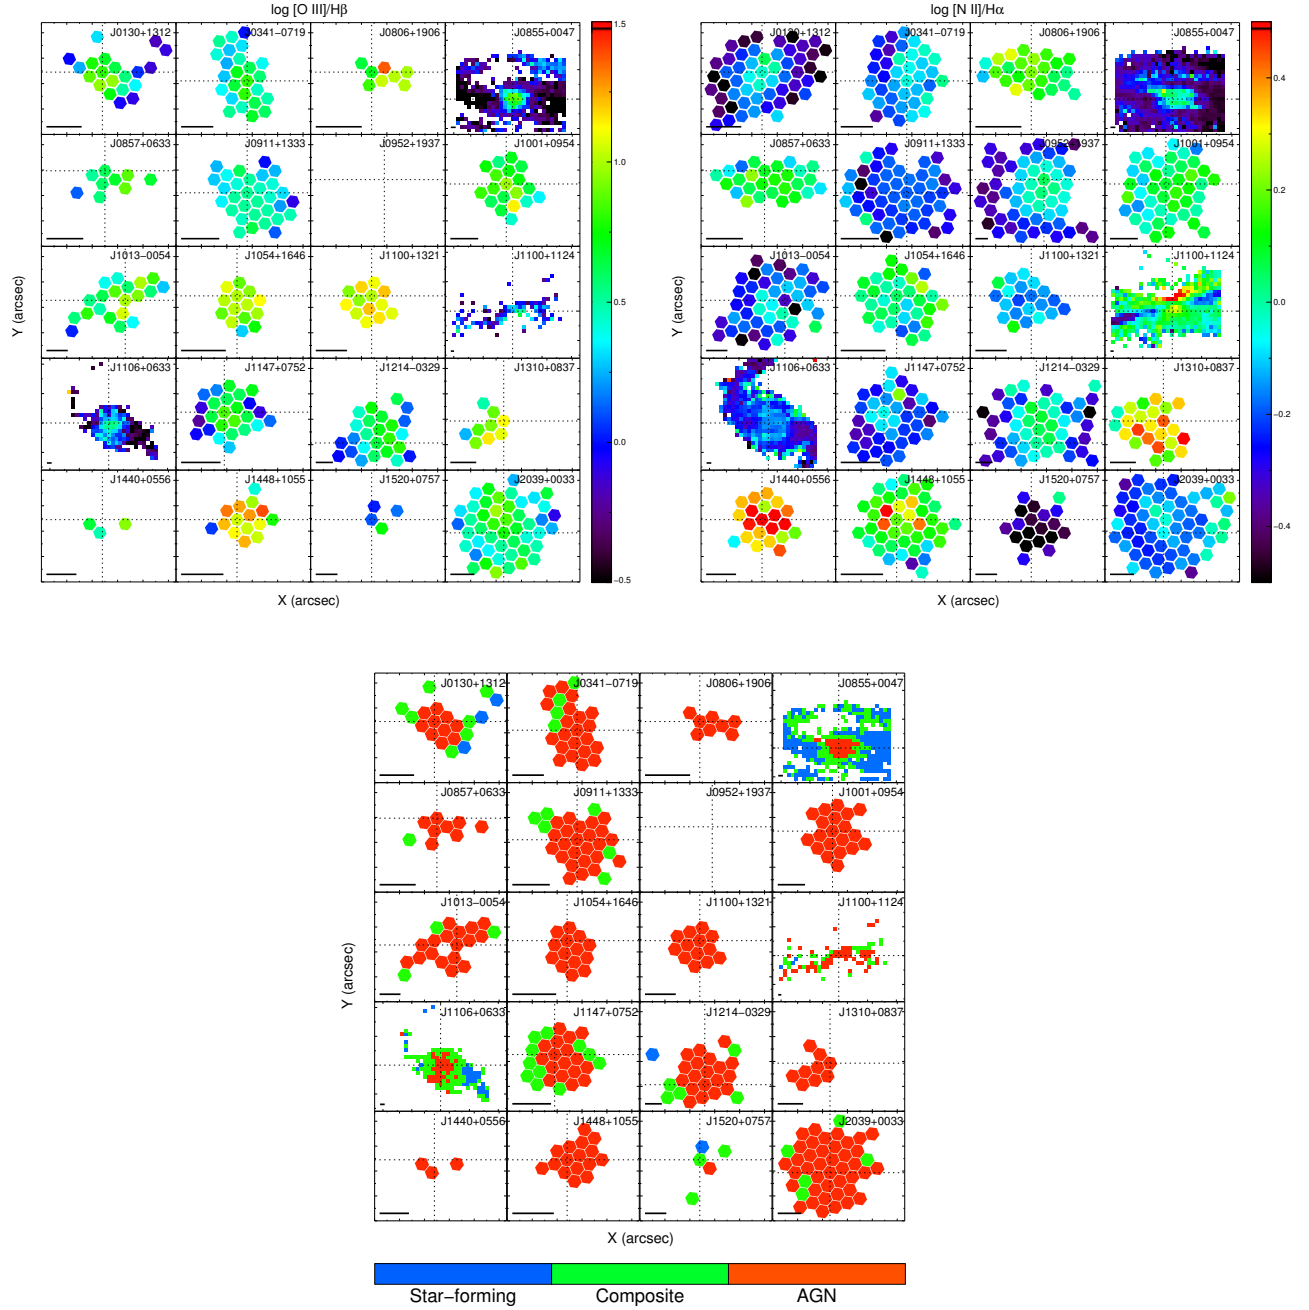 log [O III]/Hβ
J0130+1312
J0341−0719
J0806+1906
J0855+0047
J0857+0633
J0911+1333
J0952+1937
J1001+0954
J1013−0054
J1054+1646
J1100+1321
J1100+1124
J1106+0633
J1147+0752
J1214−0329
J1310+0837
J1440+0556
J1448+1055
J1520+0757
J2039+0033
Y (arcsec)
X (arcsec)
1.5
1.0
0.5
0.0
−0.5
log [N II]/Hα
J0130+1312
J0341−0719
J0806+1906
J0855+0047
J0857+0633
J0911+1333
J0952+1937
J1001+0954
J1013−0054
J1054+1646
J1100+1321
J1100+1124
J1106+0633
J1147+0752
J1214−0329
J1310+0837
J1440+0556
J1448+1055
J1520+0757
J2039+0033
X (arcsec)
0.4
0.2
0.0
−0.2
−0.4
J0130+1312
J0341−0719
J0806+1906
J0855+0047
J0857+0633
J0911+1333
J0952+1937
J1001+0954
J1013−0054
J1054+1646
J1100+1321
J1100+1124
J1106+0633
J1147+0752
J1214−0329
J1310+0837
J1440+0556
J1448+1055
J1520+0757
J2039+0033
Y (arcsec)
X (arcsec)
Star−forming
Composite
AGN